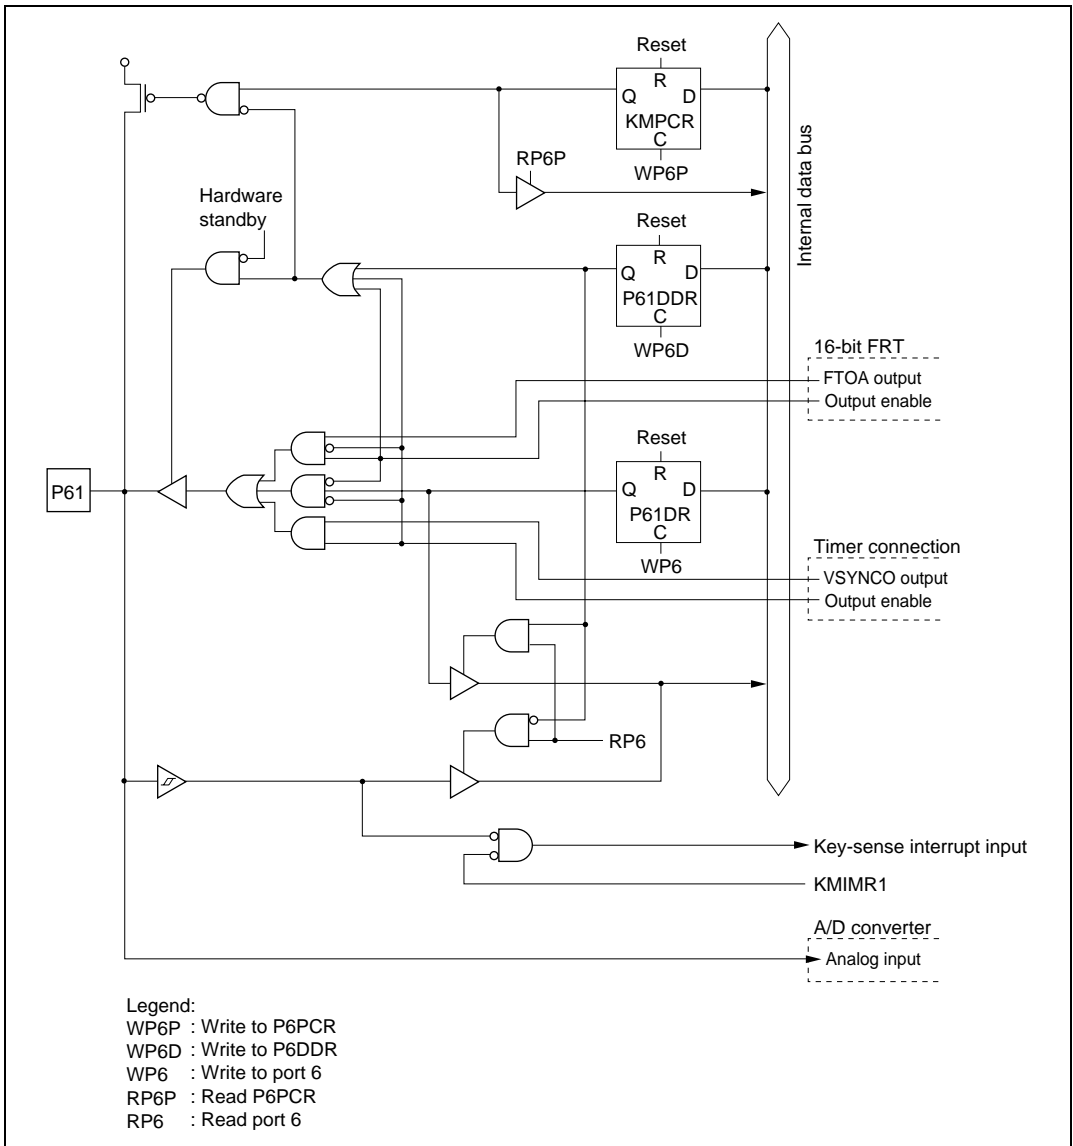 Reset
R
Q D
KMPCR
C
WP6P
RP6P
Hardware
standby
Internal data bus
Reset
R
Q D
P61DDR
C
WP6D
16-bit FRT
FTOA output
Output enable
Reset
R
Q D
P61DR
C
WP6
P61
Timer connection
VSYNCO output
Output enable
RP6
Key-sense interrupt input
KMIMR1
A/D converter
Analog input
Legend:
WP6P : Write to P6PCR
WP6D : Write to P6DDR
WP6 : Write to port 6
RP6P : Read P6PCR
RP6 : Read port 6